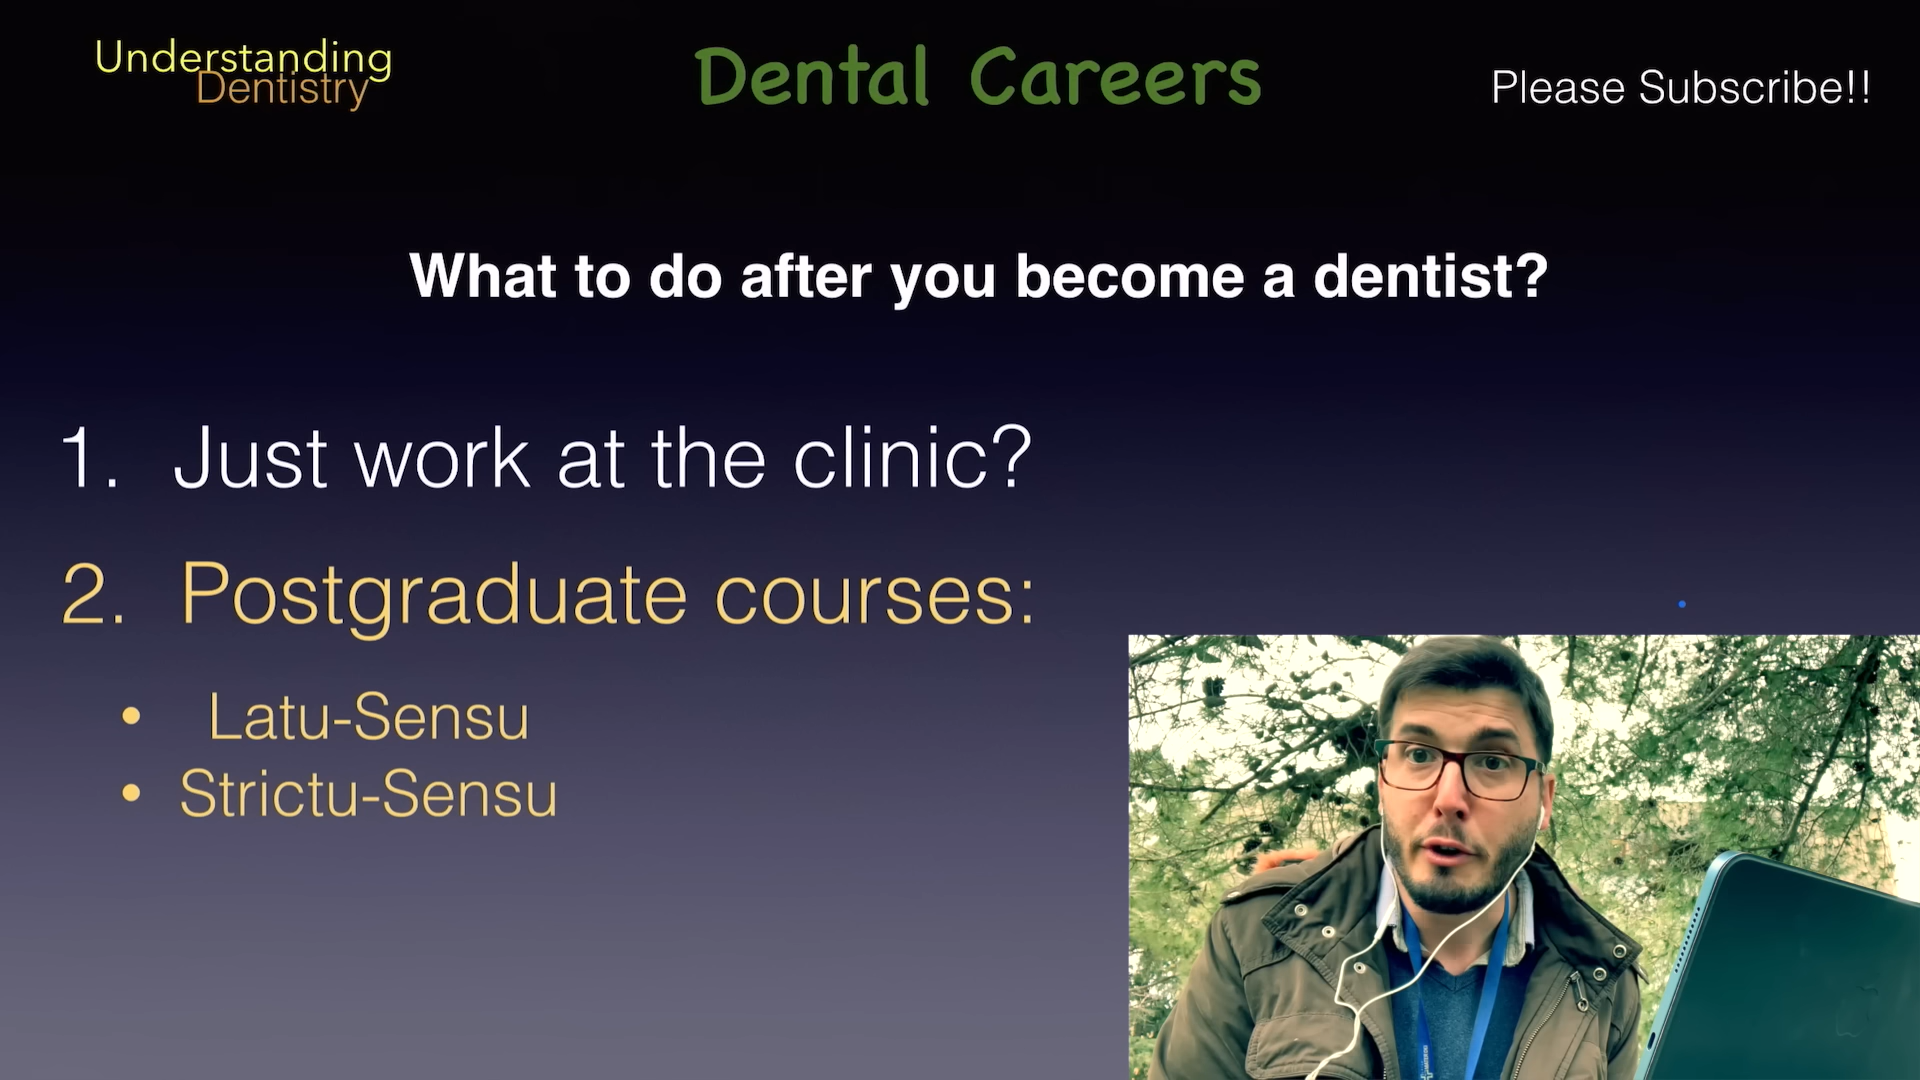 Understanding
Dentistry
Dental Careers
Please Subscribe!!
What to do after you become a dentist?
1. Just work at the clinic?
2. Postgraduate courses:
• Latu-Sensu
• Strictu-Sensu